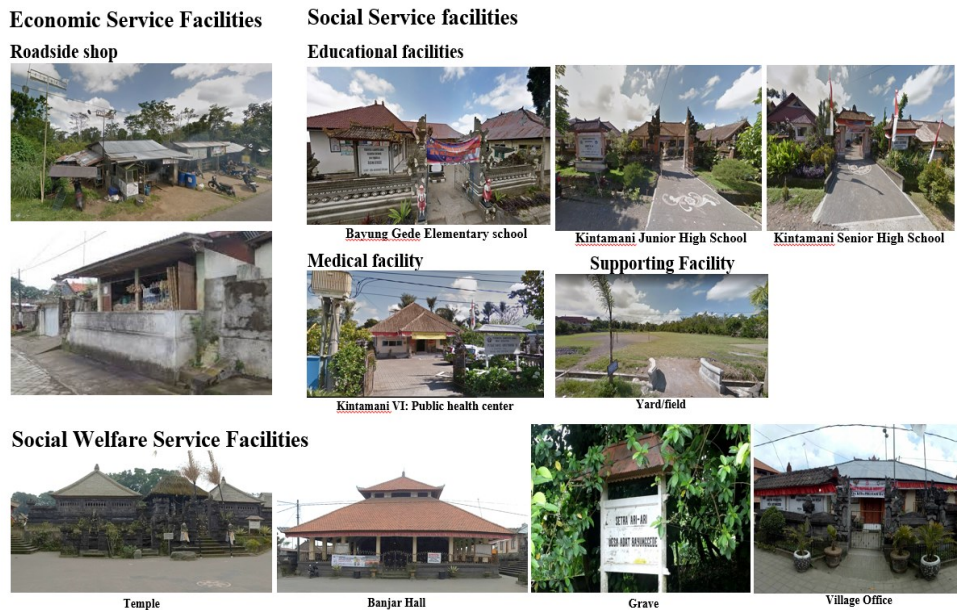 Economic Service Facilities
Social Service facilities
Roadside shop
Educational facilities
Bayung Gede Elementary school
Kintamani Junior High School
Kintamani Senior High School
Medical facility
Supporting Facility
Kintamani VI: Public health center
Yard/field
Social Welfare Service Facilities
SETRA ARI-ARI
DESA ADAT BAYUNGGEDE
Temple
Banjar Hall
Grave
Village Office